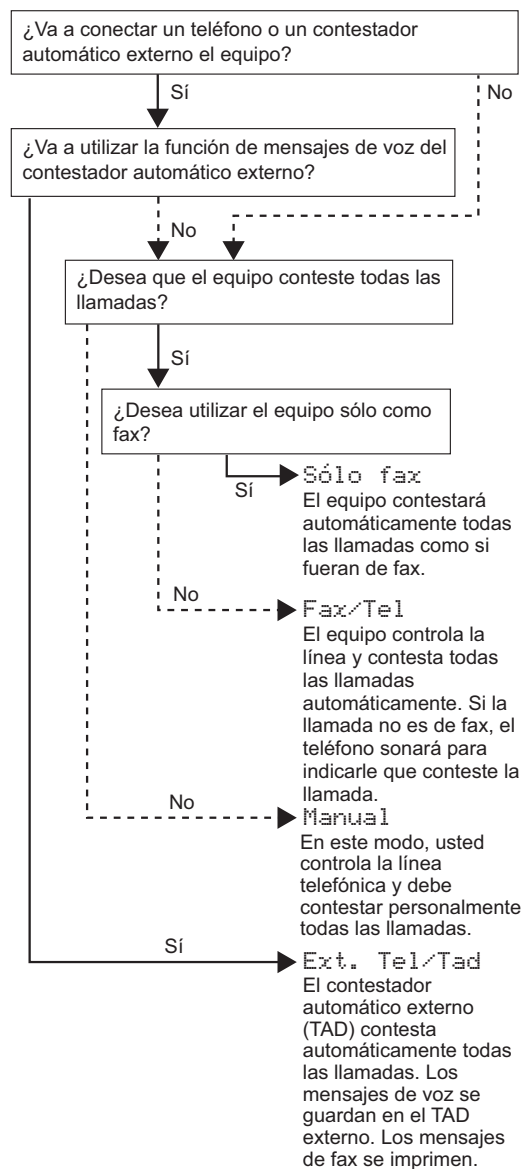 ¿Va a conectar un teléfono o un contestador
automático externo el equipo?
Sí
No
¿Va a utilizar la función de mensajes de voz del
contestador automático externo?
No
¿Desea que el equipo conteste todas las
llamadas?
Sí
¿Desea utilizar el equipo sólo como
fax?
Sí
Sólo fax
El equipo contestará
automáticamente todas
las llamadas como si
fueran de fax.
No
Fax/Tel
El equipo controla la
línea y contesta todas
las llamadas
automáticamente. Si la
llamada no es de fax, el
teléfono sonará para
indicarle que conteste la
llamada.
No
Manual
En este modo, usted
controla la línea
telefónica y debe
contestar personalmente
todas las llamadas.
Sí
Ext. Tel/Tad
El contestador
automático externo
(TAD) contesta
automáticamente todas
las llamadas. Los
mensajes de voz se
guardan en el TAD
externo. Los mensajes
de fax se imprimen.